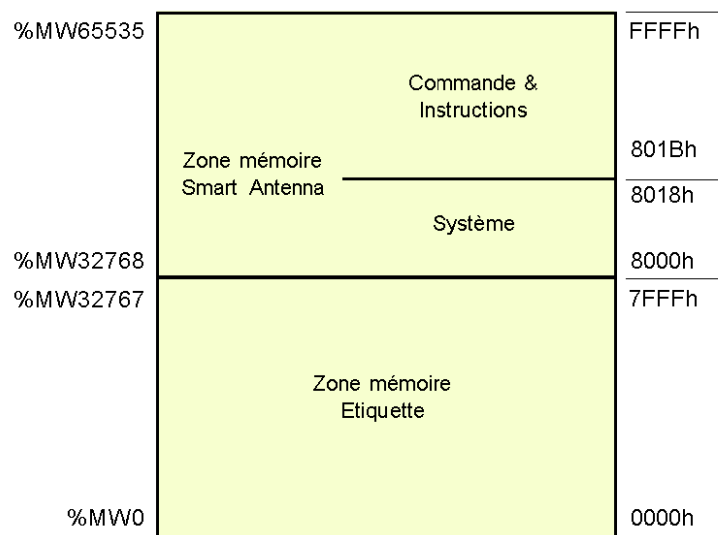 %MW65535
FFFFh
Commande &
Instructions
801Bh
Zone mémoire
Smart Antenna
8018h
Système
%MW32768
8000h
%MW32767
7FFFh
Zone mémoire
Etiquette
%MW0
0000h